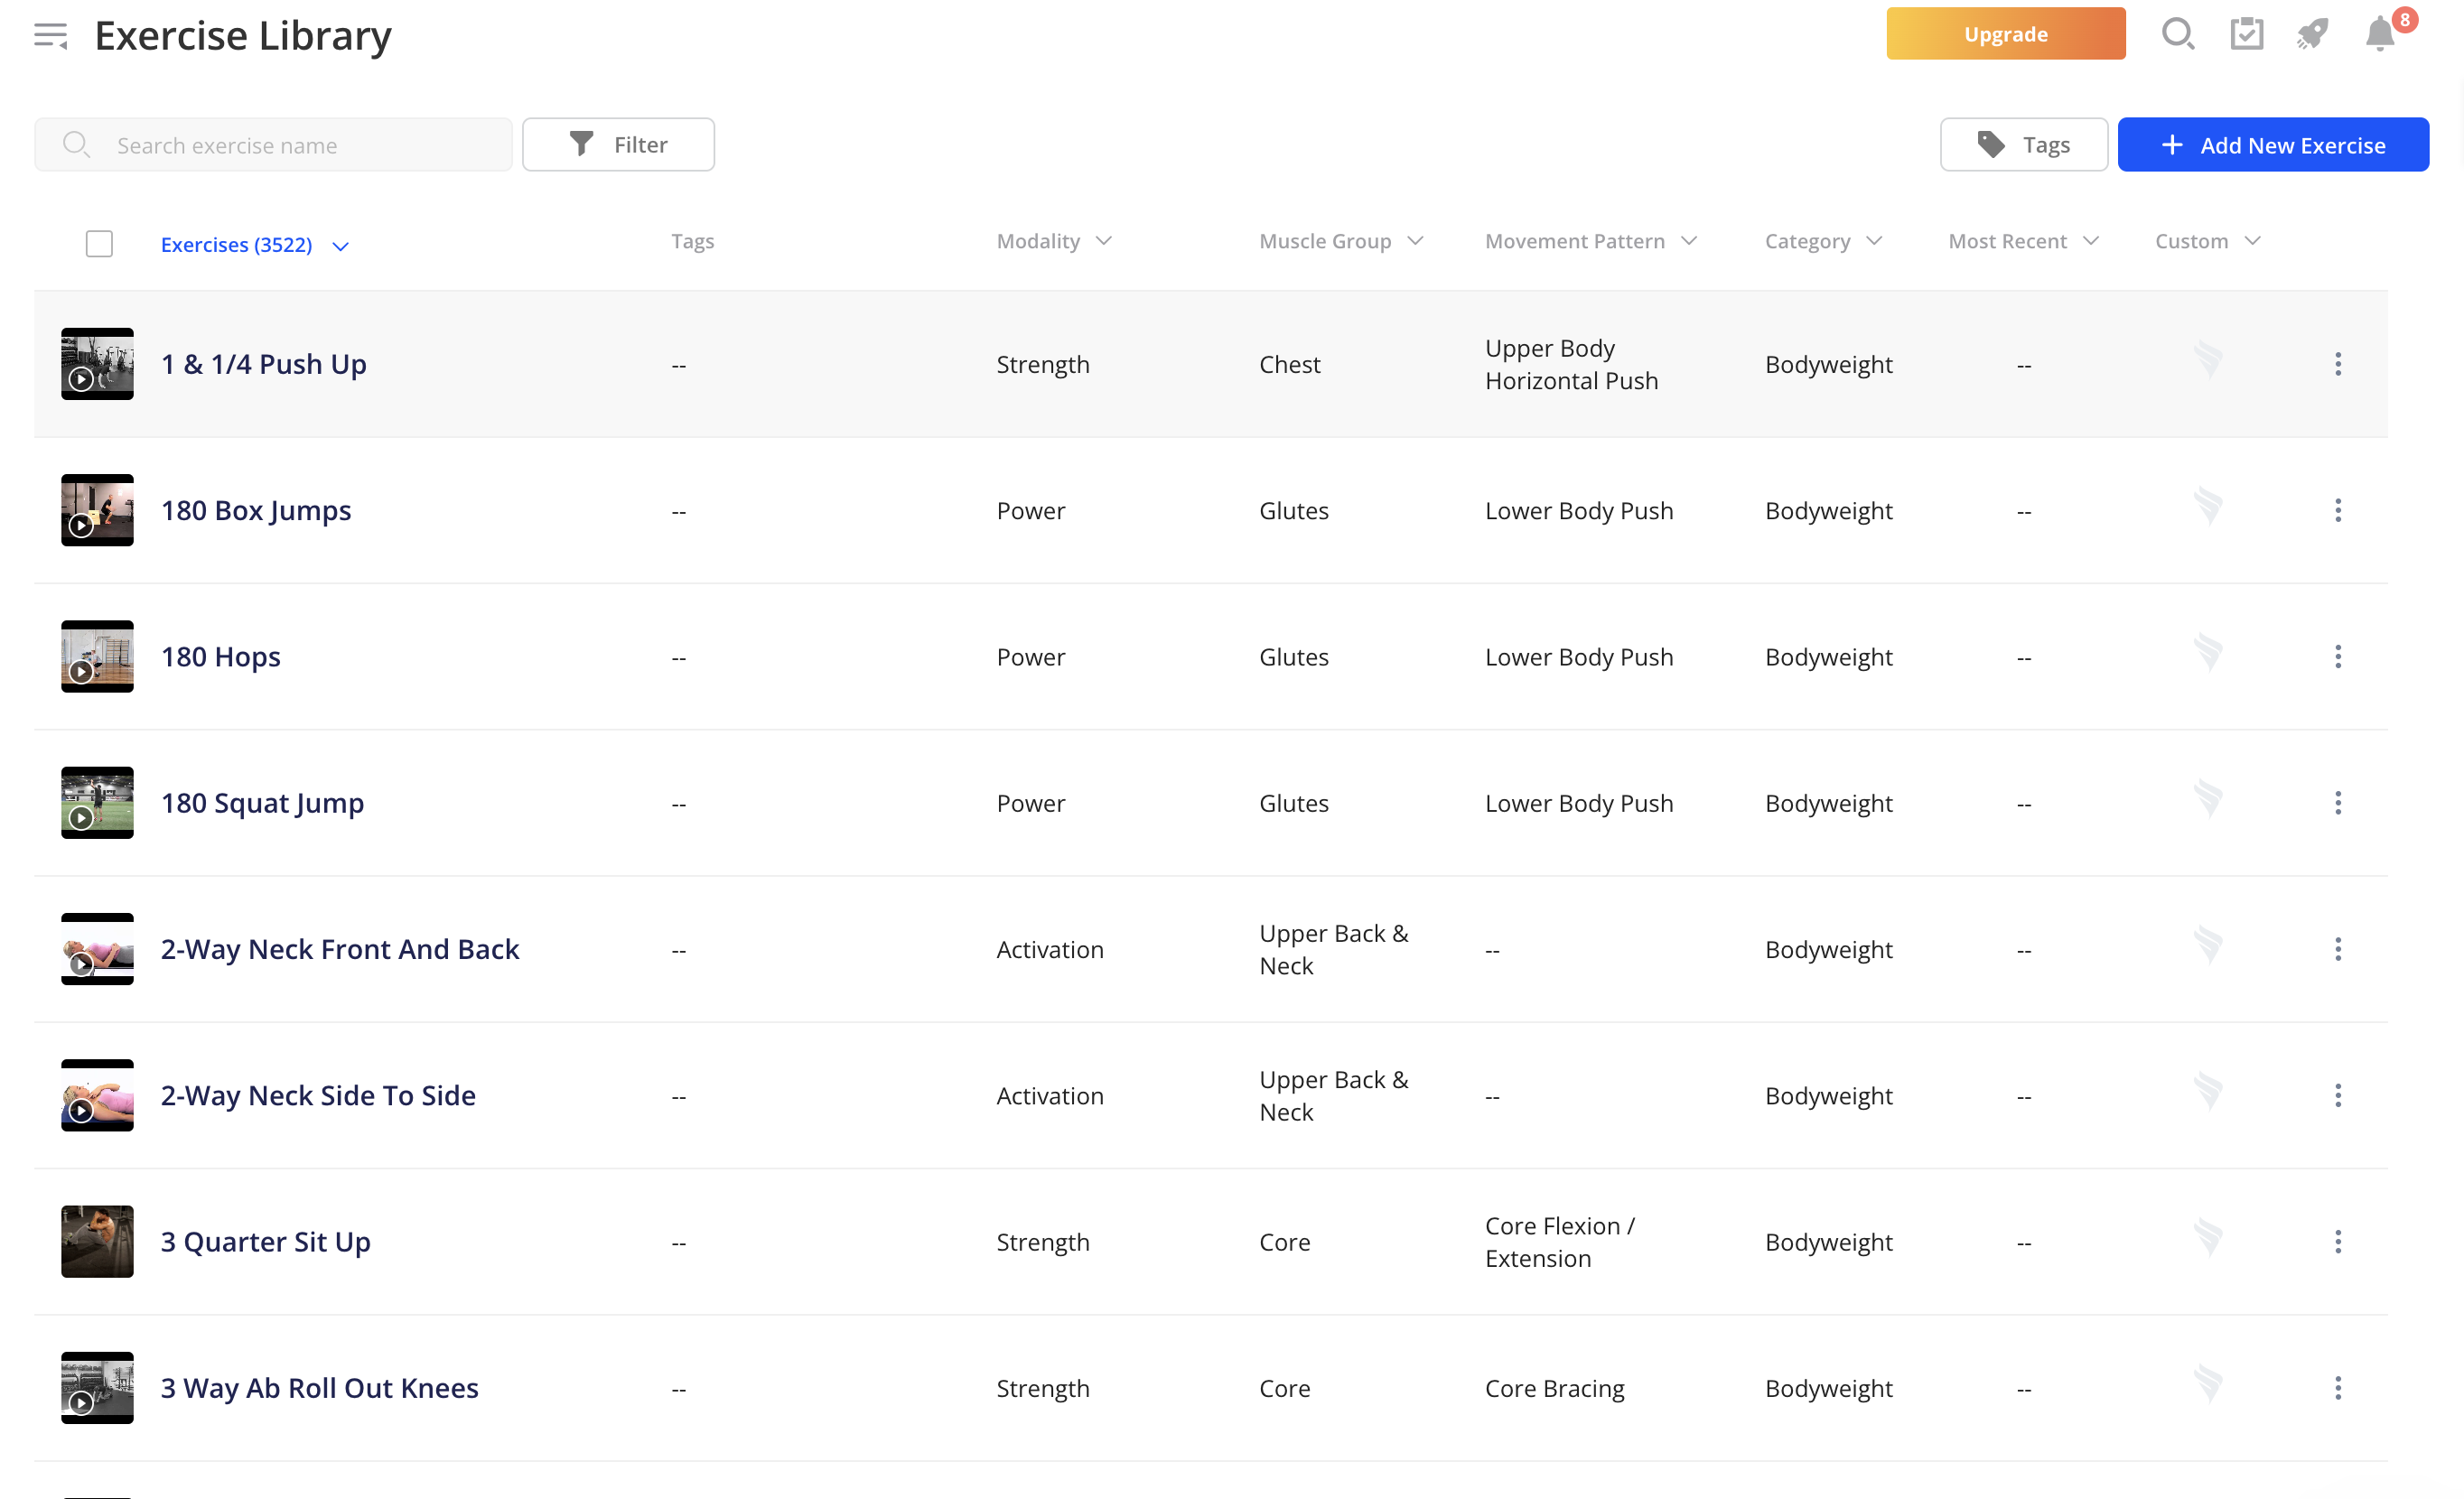 Exercise Library
Upgrade
8
Search exercise name
Filter
Tags
Add New Exercise
Exercises (3522)
Tags
Modality
Muscle Group
Movement Pattern
Category
Most Recent
Custom
1 & 1/4 Push Up
--
Strength
Chest
Upper Body
Horizontal Push
Bodyweight
--
180 Box Jumps
--
Power
Glutes
Lower Body Push
Bodyweight
--
180 Hops
--
Power
Glutes
Lower Body Push
Bodyweight
--
180 Squat Jump
--
Power
Glutes
Lower Body Push
Bodyweight
--
2-Way Neck Front And Back
--
Activation
Upper Back &
Neck
--
Bodyweight
--
2-Way Neck Side To Side
--
Activation
Upper Back &
Neck
--
Bodyweight
--
3 Quarter Sit Up
--
Strength
Core
Core Flexion /
Extension
Bodyweight
--
3 Way Ab Roll Out Knees
--
Strength
Core
Core Bracing
Bodyweight
--